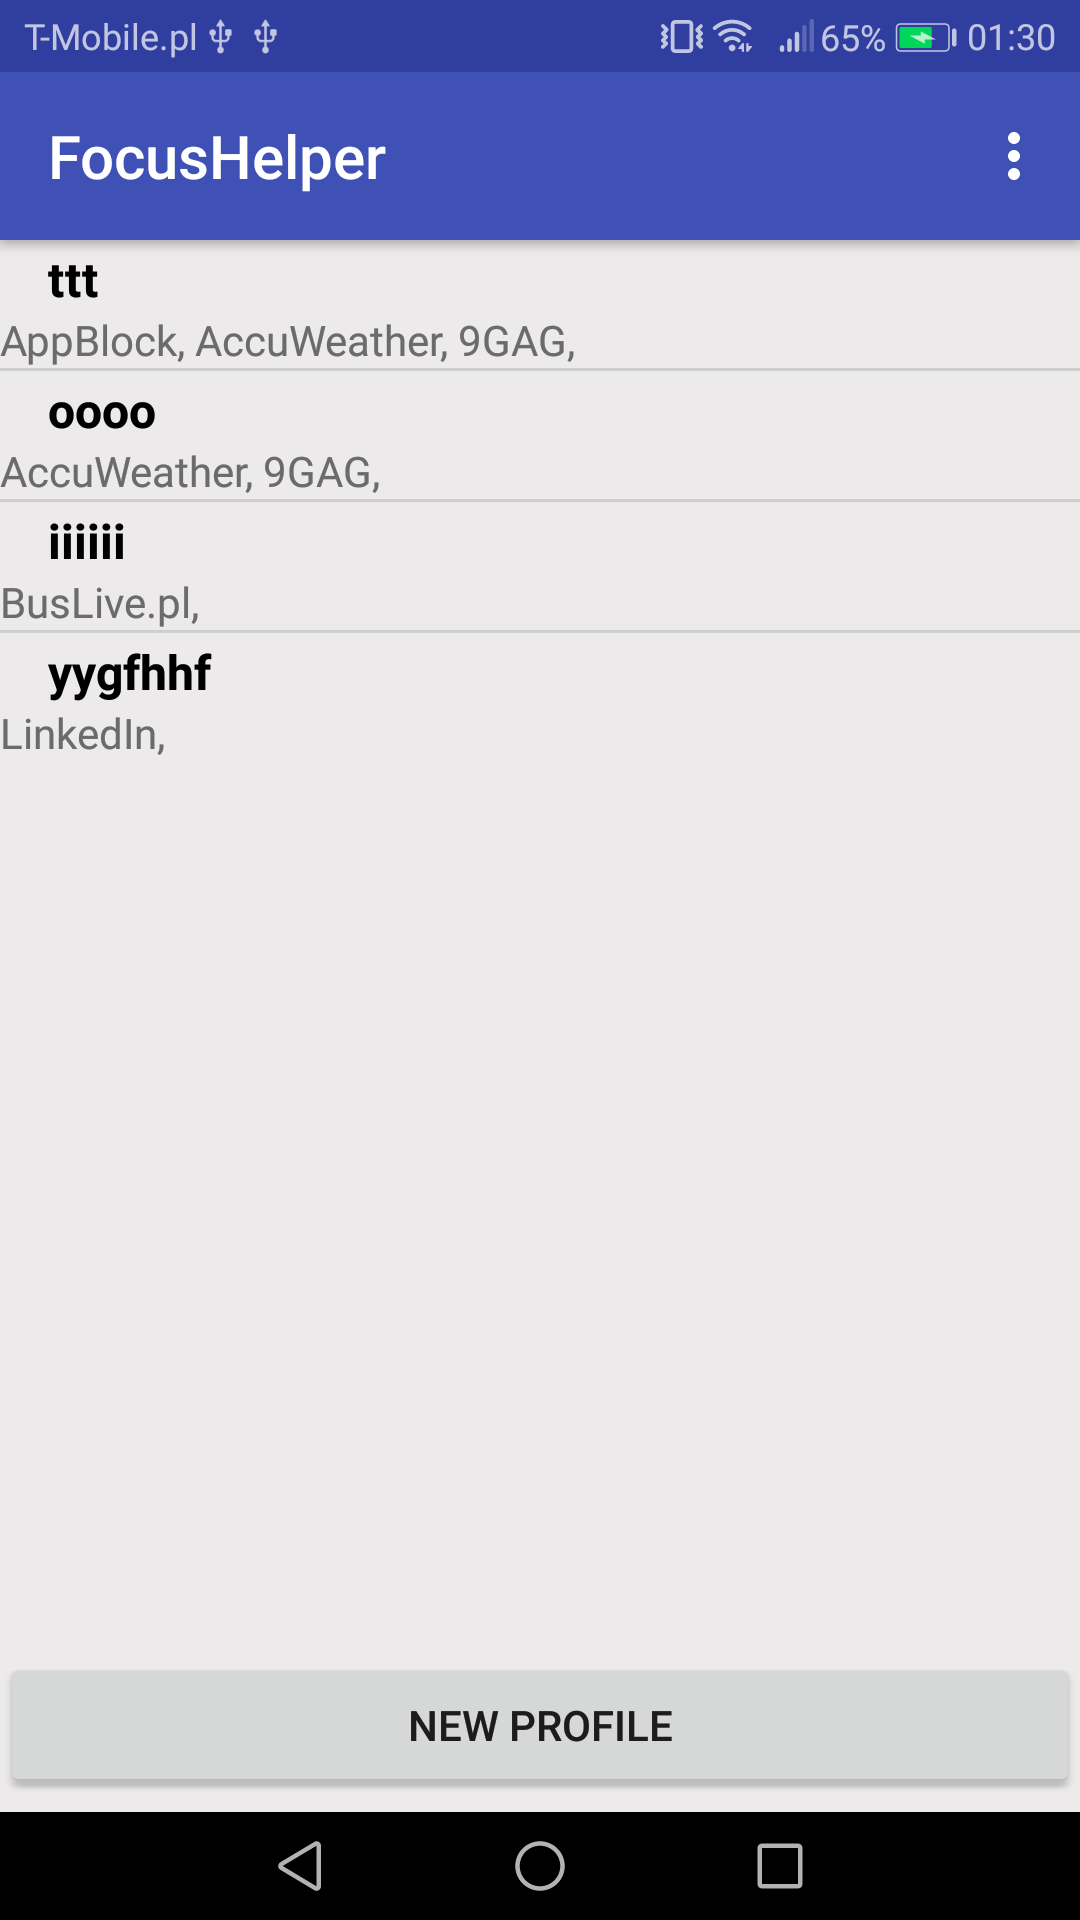 T-Mobile.pl 65% 01:30
FocusHelper
ttt
AppBlock, AccuWeather, 9GAG,
oooo
AccuWeather, 9GAG,
iiiiii
BusLive.pl,
yygfhhf
LinkedIn,
NEW PROFILE